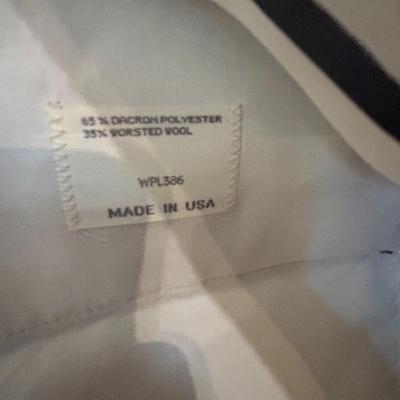 65 % DACRON POLYESTER
35% WORSTED WOOL
WPL386
MADE IN USA